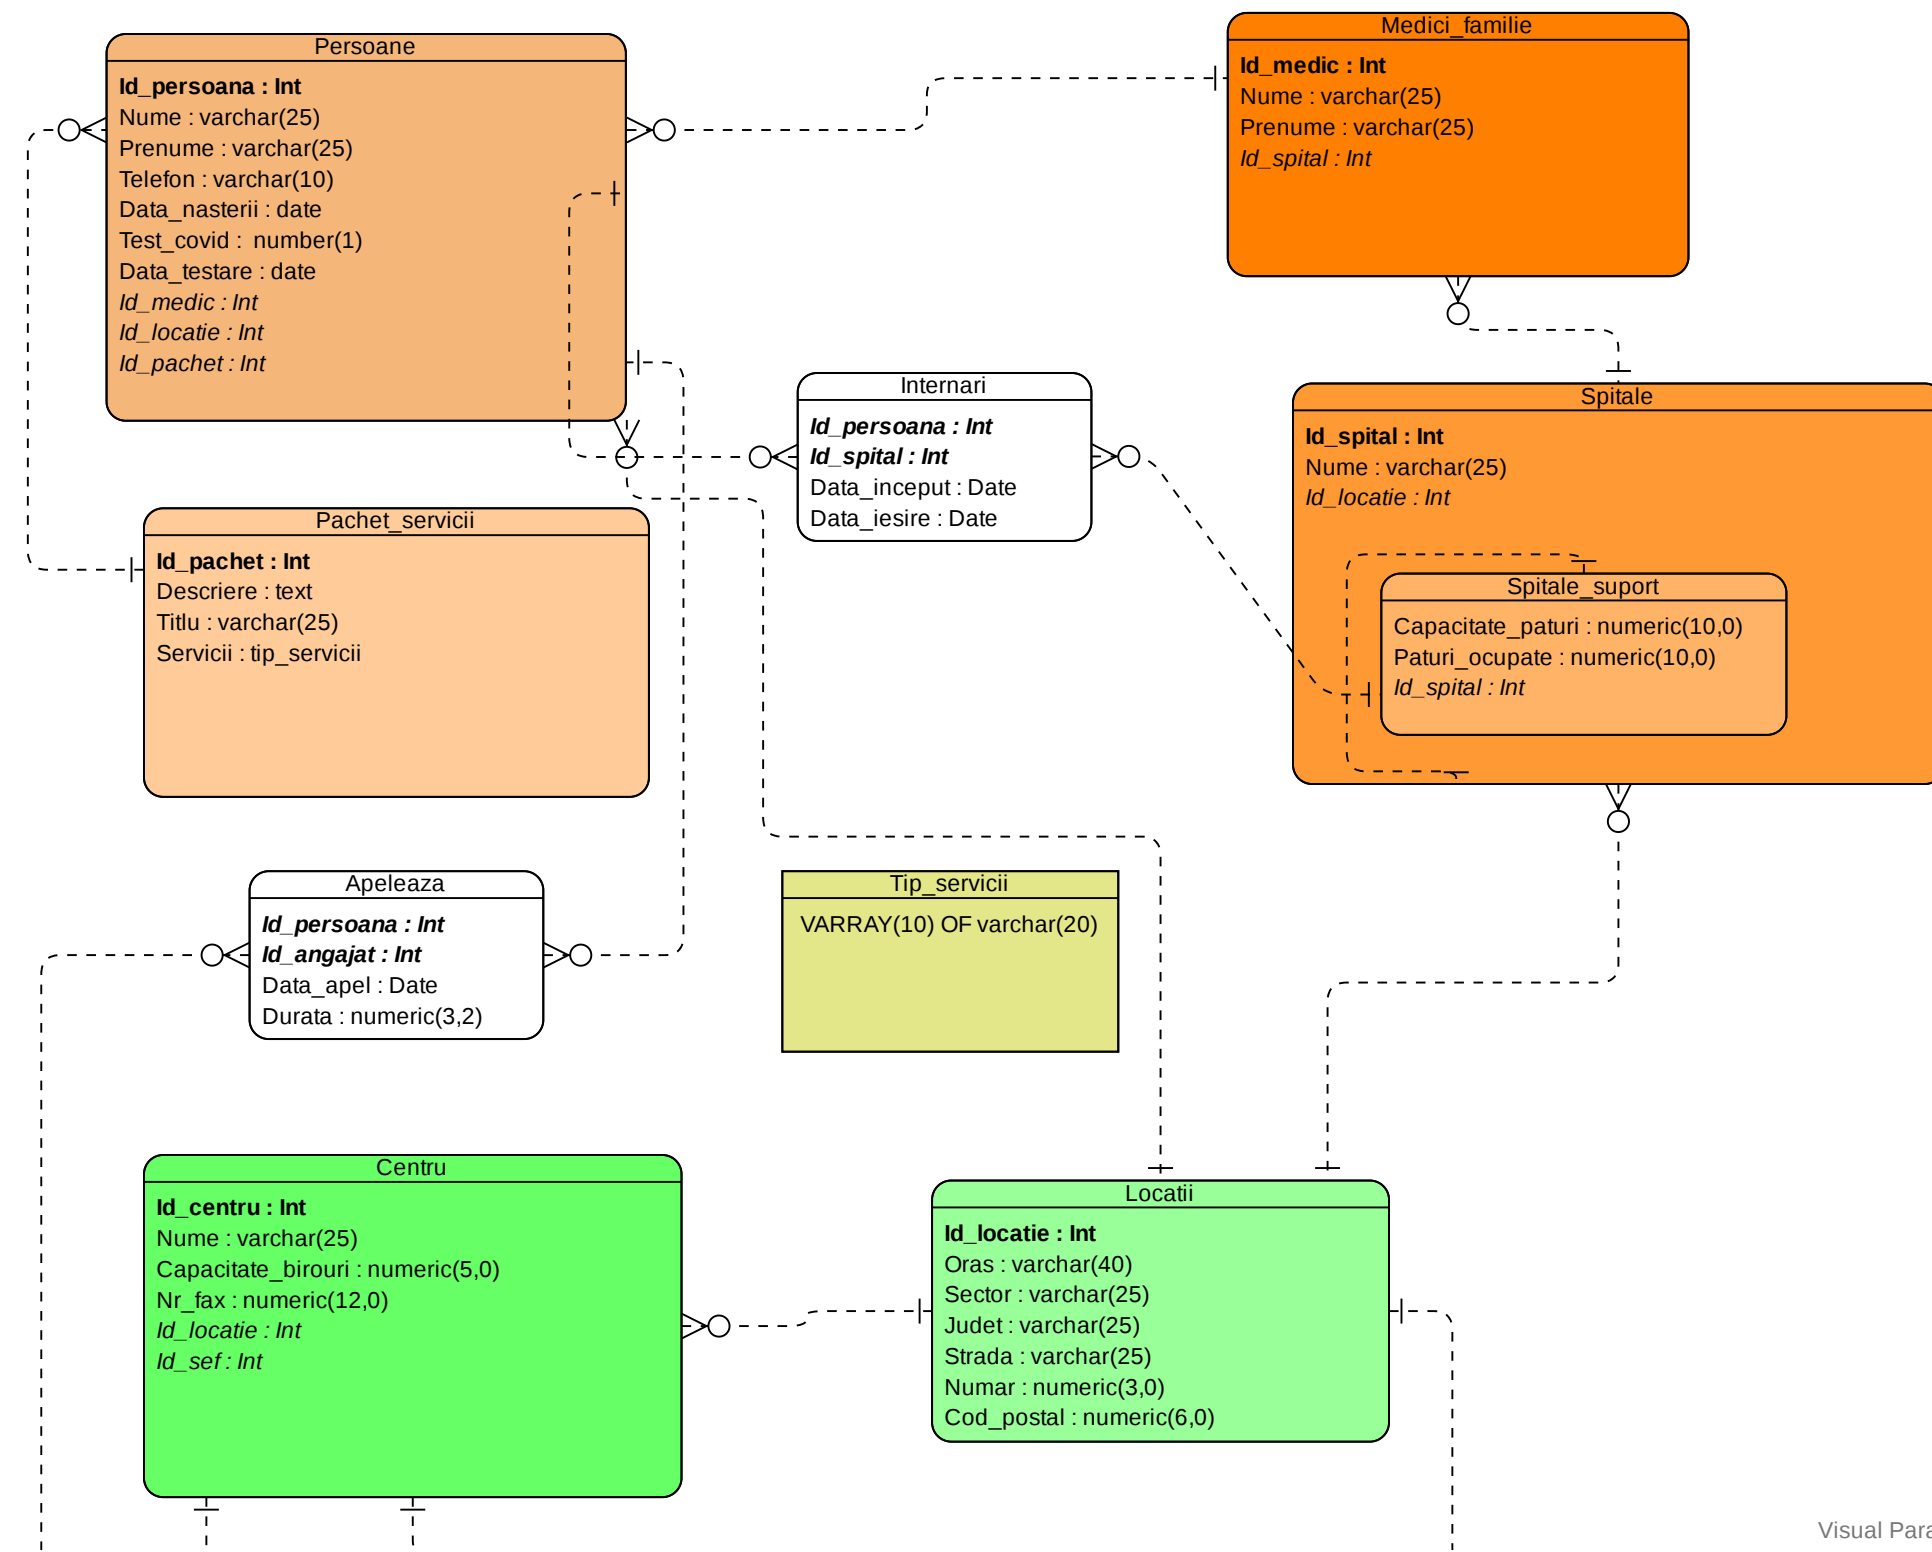 Persoane
Id_persoana : Int
Nume : varchar(25)
Prenume : varchar(25)
Telefon : varchar(10)
Data_nasterii : date
Test_covid :  number(1)
Data_testare : date
Id_medic : Int
Id_locatie : Int
Id_pachet : Int
Medici_familie
Id_medic : Int
Nume : varchar(25)
Prenume : varchar(25)
Id_spital : Int
Internari
Id_persoana : Int
Id_spital : Int
Data_inceput : Date
Data_iesire : Date
Spitale
Id_spital : Int
Nume : varchar(25)
Id_locatie : Int
Spitale_suport
Capacitate_paturi : numeric(10,0)
Paturi_ocupate : numeric(10,0)
Id_spital : Int
Pachet_servicii
Id_pachet : Int
Descriere : text
Titlu : varchar(25)
Servicii : tip_servicii
Apeleaza
Id_persoana : Int
Id_angajat : Int
Data_apel : Date
Durata : numeric(3,2)
Tip_servicii
VARRAY(10) OF varchar(20)
Centru
Id_centru : Int
Nume : varchar(25)
Capacitate_birouri : numeric(5,0)
Nr_fax : numeric(12,0)
Id_locatie : Int
Id_sef : Int
Locatii
Id_locatie : Int
Oras : varchar(40)
Sector : varchar(25)
Judet : varchar(25)
Strada : varchar(25)
Numar : numeric(3,0)
Cod_postal : numeric(6,0)
Visual Para